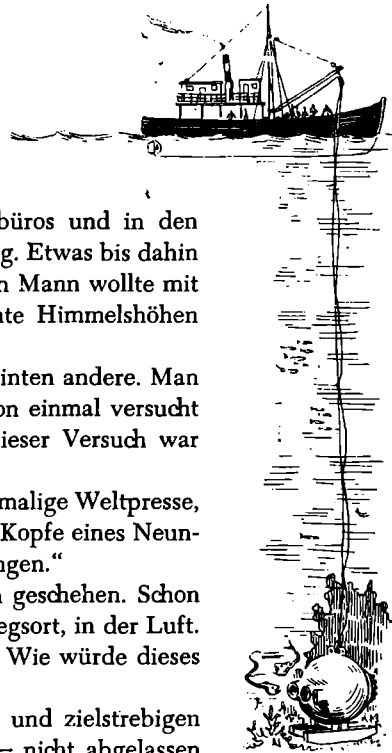 büros und in den
g. Etwas bis dahin
n Mann wollte mit
nte Himmelshöhen
inten andere. Man
on einmal versucht
ieser Versuch war
malige Weltpresse,
Kopfe eines Neun-
ngen.“
n geschehen. Schon
egsort, in der Luft.
Wie würde dieses
und zielstrebigen
– nicht abgelassen